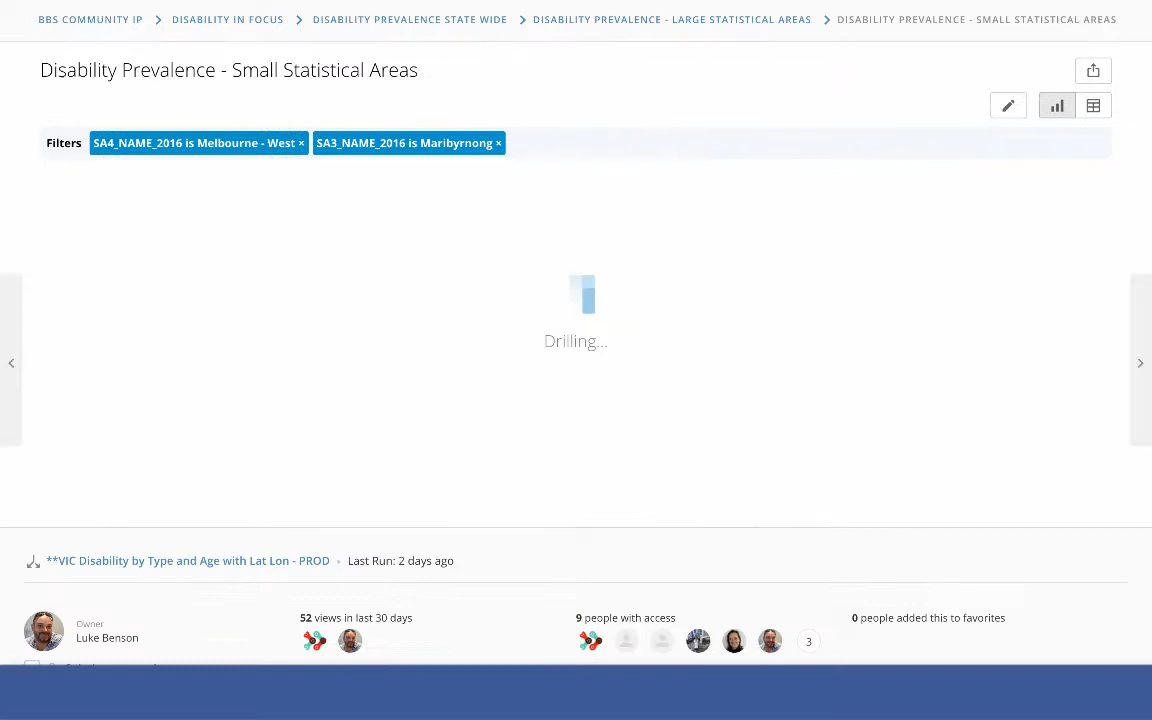 BBS COMMUNITY IP > DISABILITY IN FOCUS > DISABILITY PREVALENCE STATE WIDE > DISABILITY PREVALENCE - LARGE STATISTICAL AREAS > DISABILITY PREVALENCE - SMALL STATISTICAL AREAS
Disability Prevalence - Small Statistical Areas
Filters SA4_NAME_2016 is Melbourne - West × SA3_NAME_2016 is Maribyrnong ×
Drilling...
**VIC Disability by Type and Age with Lat Lon - PROD • Last Run: 2 days ago
Owner
Luke Benson
52 views in last 30 days
9 people with access
3
0 people added this to favorites